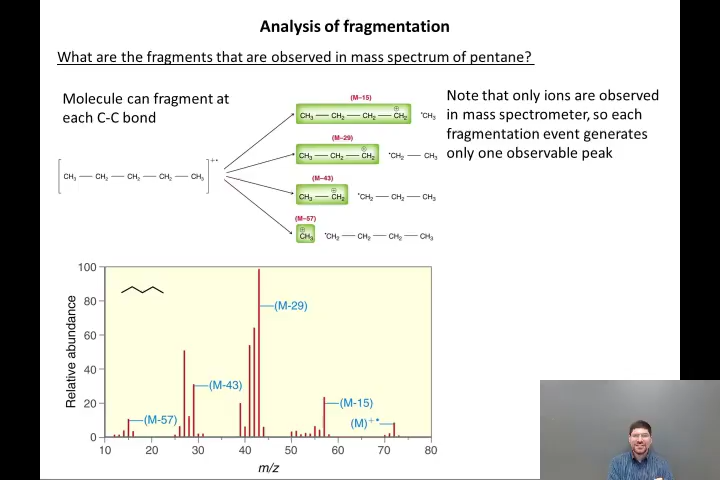 Analysis of fragmentation
What are the fragments that are observed in mass spectrum of pentane?
Molecule can fragment at
each C-C bond
Note that only ions are observed
in mass spectrometer, so each
fragmentation event generates
only one observable peak
(M–15)
CH₃ — CH₂ — CH₂ — CH₂ ⊕ •CH₃
(M–29)
CH₃ — CH₂ — CH₂ ⊕ •CH₂ — CH₃
[CH₃ — CH₂ — CH₂ — CH₂ — CH₃]+•
(M–43)
CH₃ — CH₂ ⊕ •CH₂ — CH₂ — CH₃
(M–57)
⊕ CH₃ •CH₂ — CH₂ — CH₂ — CH₃
Relative abundance
100
80
60
40
20
0
(M-29)
(M-43)
(M-57)
(M-15)
(M)+•
10 20 30 40 50 60 70 80
m/z